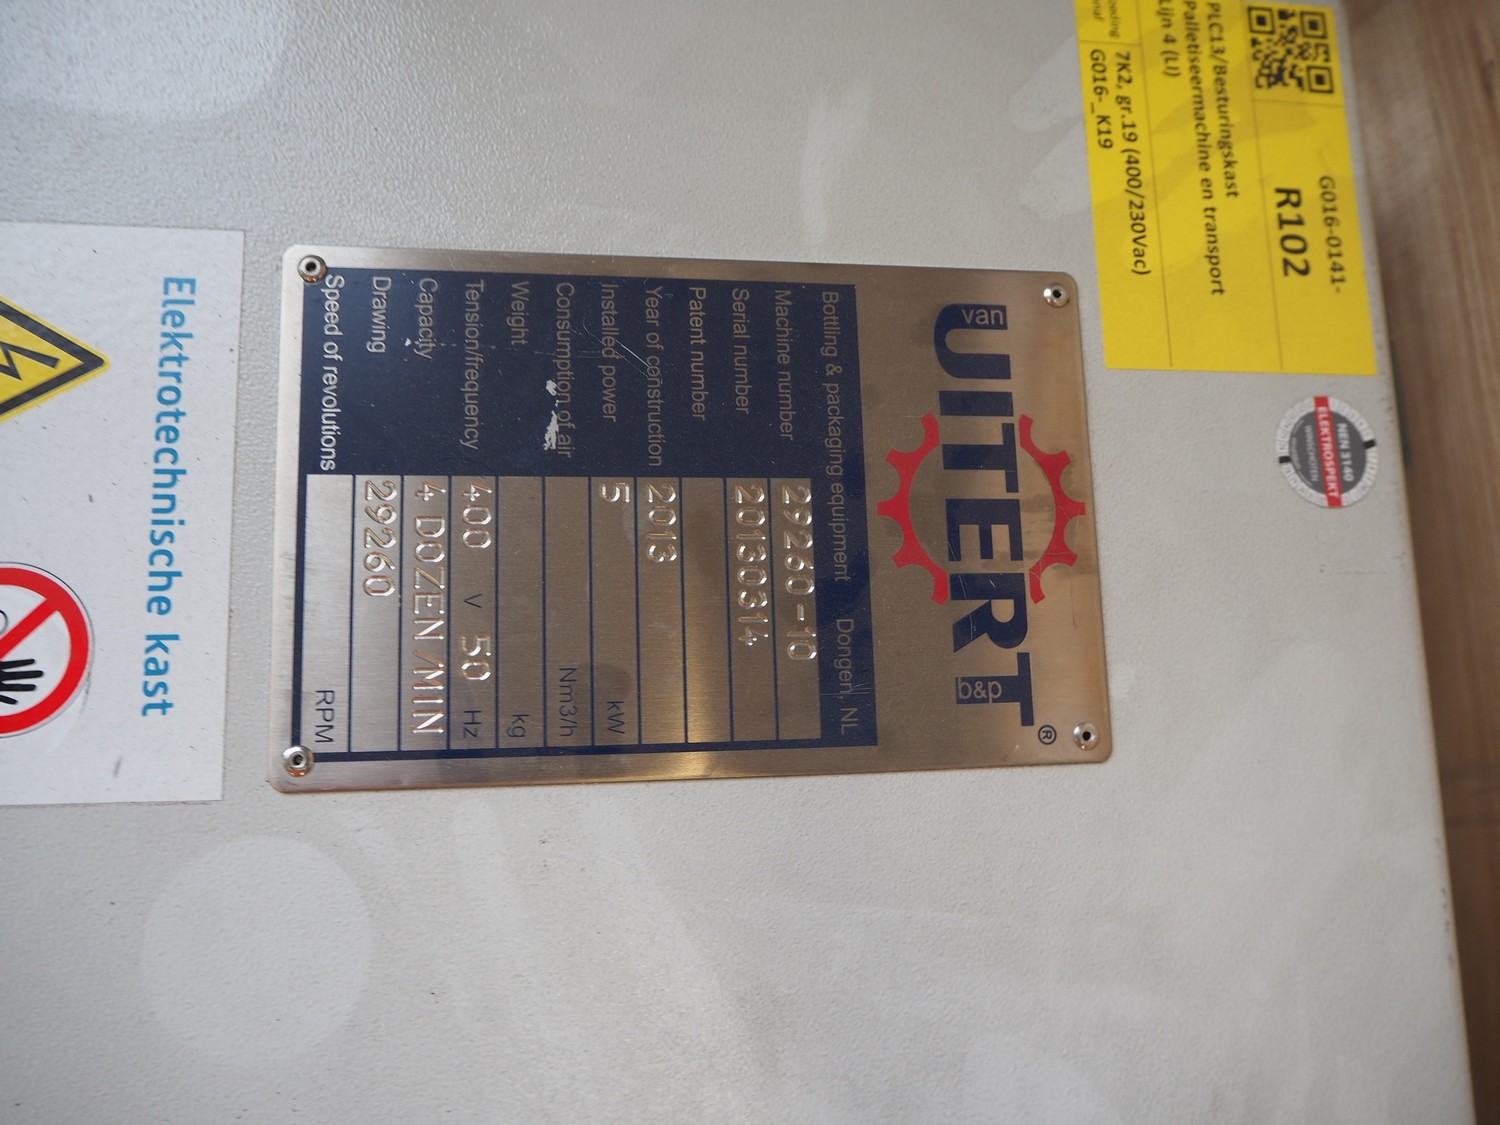 G016-0141-
R102
PLC13/Besturingskast
Palletiseermachine en transport
Lijn 4 (LI)
7K2, gr.19 (400/230Vac)
G016-_K19
NEN 3140
ELEKTROSPEKT
WINSCHOTEN
van
UITERT
b&p
®
Bottling & packaging equipment Dongen, NL
Machine number 29260-10
Serial number 20130314
Patent number
Year of construction 2013
Installed power 5 kW
Consumption of air Nm3/h
Weight kg
Tension/frequency 400 V 50 Hz
Capacity 4 DOZEN/MIN
Drawing 29260
Speed of revolutions RPM
Elektrotechnische kast